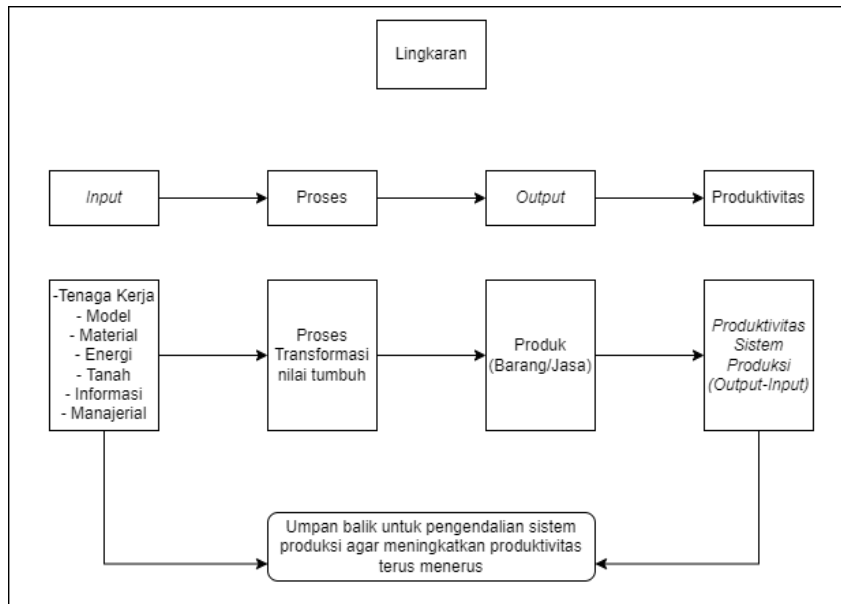 Lingkaran
Input
Proses
Output
Produktivitas
-Tenaga Kerja
- Model
- Material
- Energi
- Tanah
- Informasi
- Manajerial
Proses
Transformasi
nilai tumbuh
Produk
(Barang/Jasa)
Produktivitas
Sistem
Produksi
(Output-Input)
Umpan balik untuk pengendalian sistem
produksi agar meningkatkan produktivitas
terus menerus